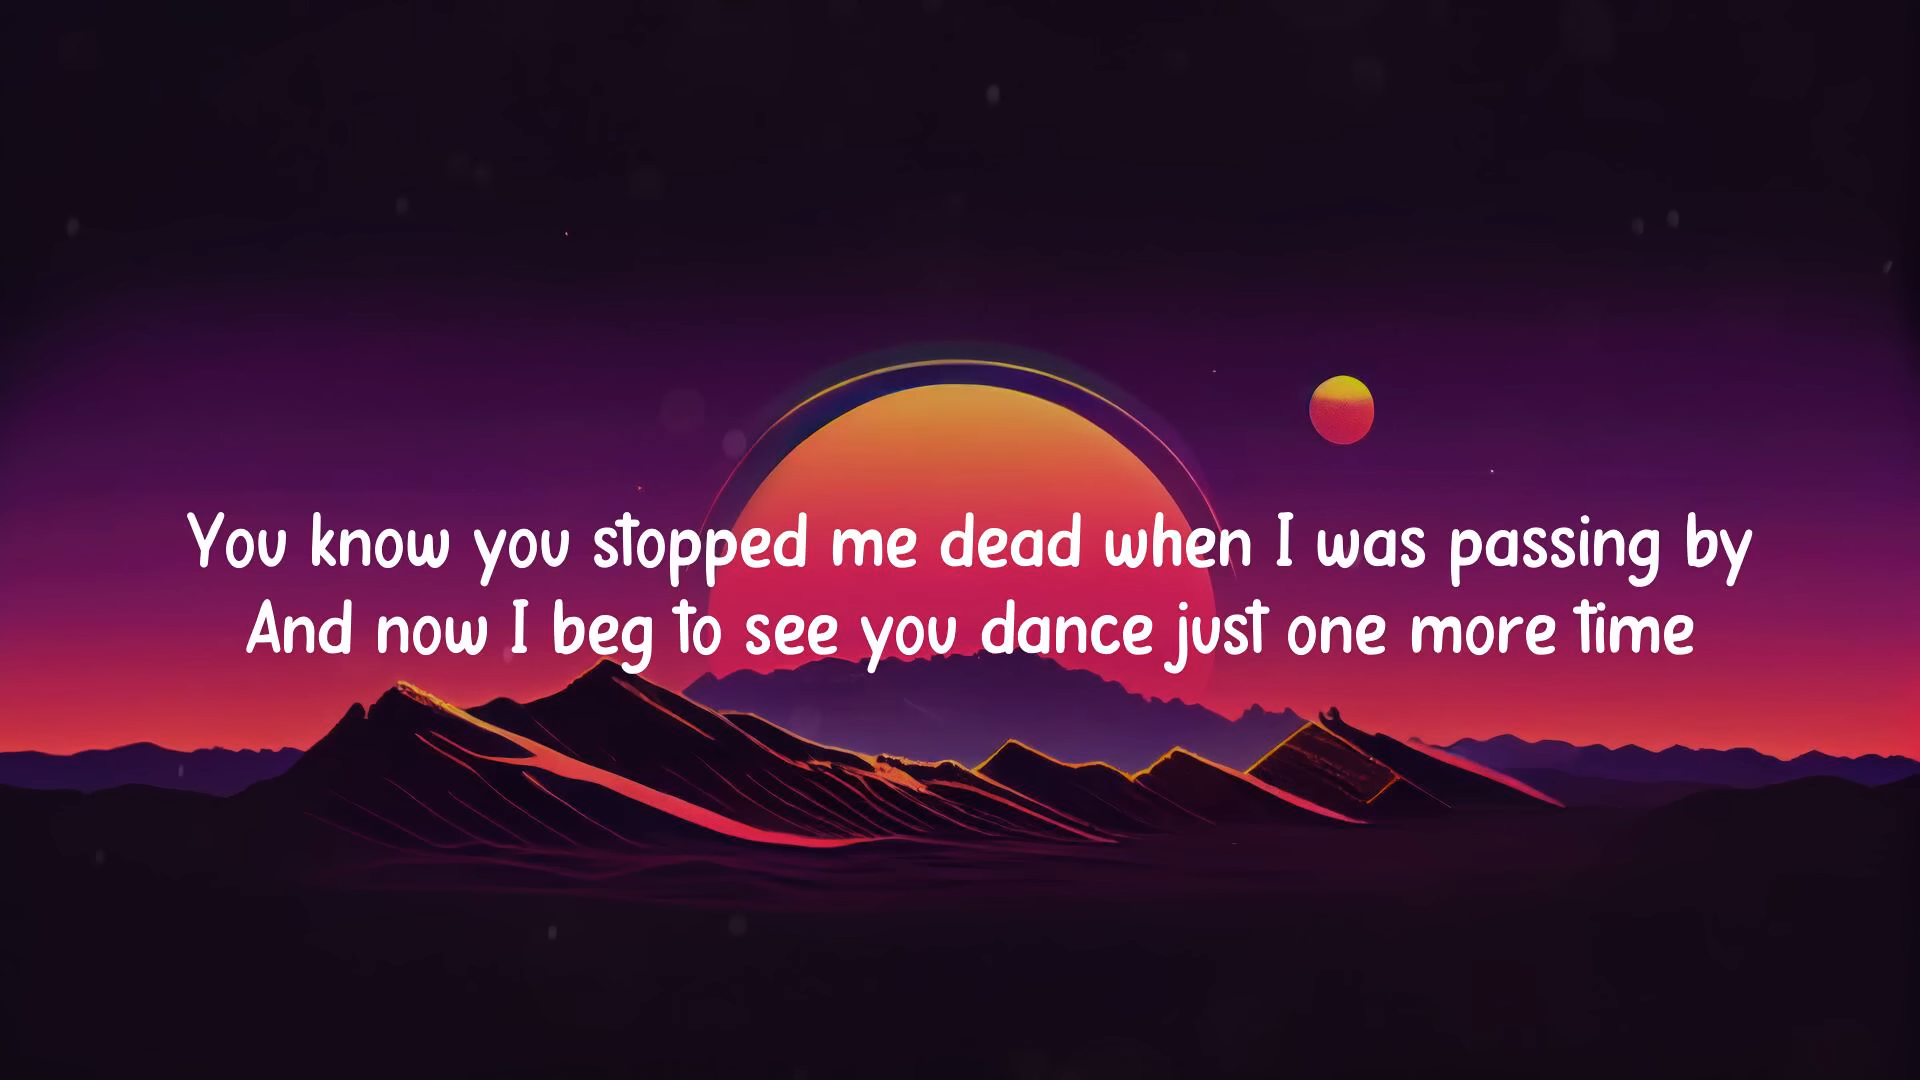 You know you stopped me dead when I was passing by
And now I beg to see you dance just one more time